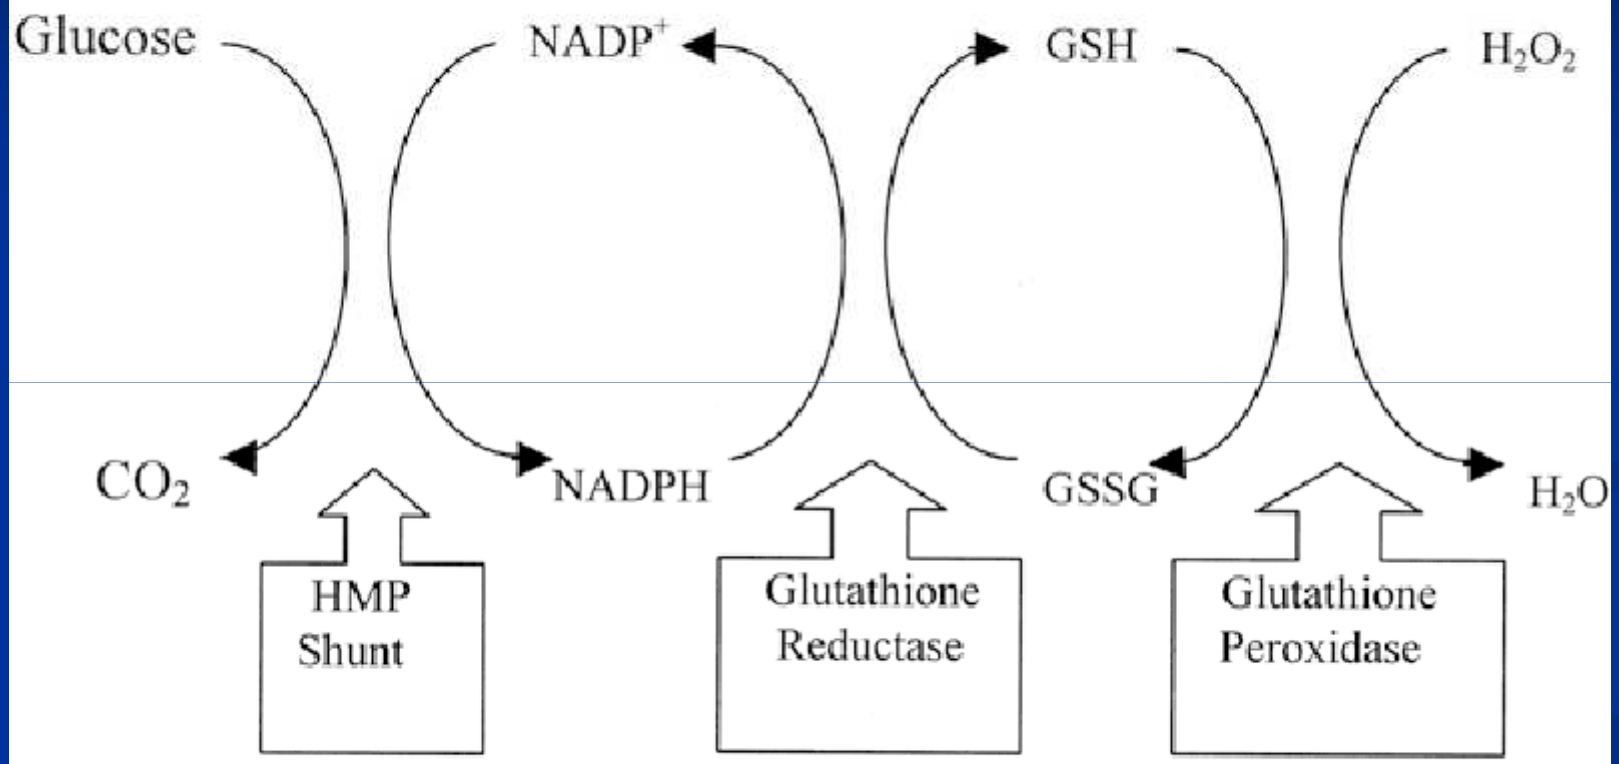 Glucose
NADP⁺
GSH
H₂O₂
CO₂
NADPH
GSSG
H₂O
HMP
Shunt
Glutathione
Reductase
Glutathione
Peroxidase